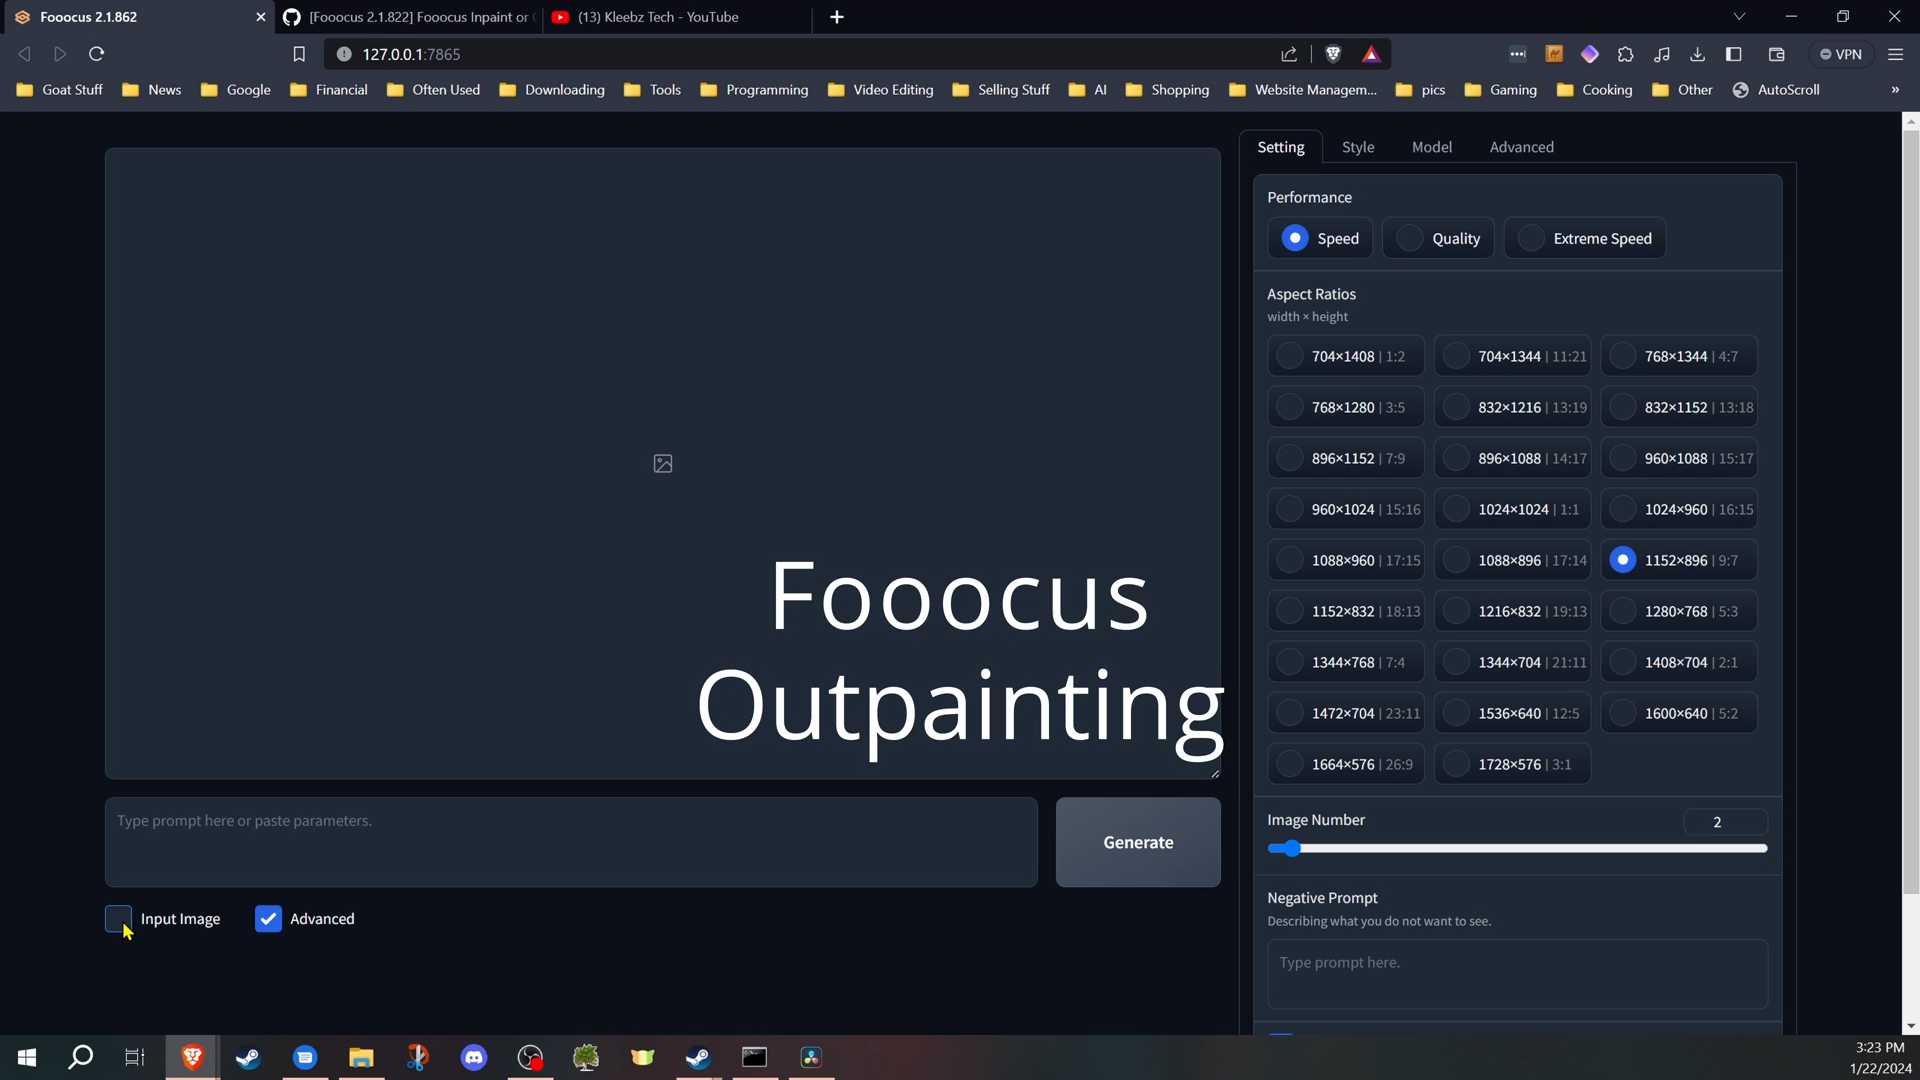 Fooocus 2.1.862
[Fooocus 2.1.822] Fooocus Inpaint or
(13) Kleebz Tech - YouTube
127.0.0.1:7865
VPN
Goat Stuff
News
Google
Financial
Often Used
Downloading
Tools
Programming
Video Editing
Selling Stuff
AI
Shopping
Website Managem...
pics
Gaming
Cooking
Other
AutoScroll
»
Setting
Style
Model
Advanced
Performance
Speed
Quality
Extreme Speed
Aspect Ratios
width × height
704×1408 | 1:2
704×1344 | 11:21
768×1344 | 4:7
768×1280 | 3:5
832×1216 | 13:19
832×1152 | 13:18
896×1152 | 7:9
896×1088 | 14:17
960×1088 | 15:17
960×1024 | 15:16
1024×1024 | 1:1
1024×960 | 16:15
1088×960 | 17:15
1088×896 | 17:14
1152×896 | 9:7
1152×832 | 18:13
1216×832 | 19:13
1280×768 | 5:3
1344×768 | 7:4
1344×704 | 21:11
1408×704 | 2:1
1472×704 | 23:11
1536×640 | 12:5
1600×640 | 5:2
1664×576 | 26:9
1728×576 | 3:1
Fooocus
Outpainting
Image Number
2
Type prompt here or paste parameters.
Generate
Negative Prompt
Describing what you do not want to see.
Type prompt here.
Input Image
Advanced
3:23 PM
1/22/2024